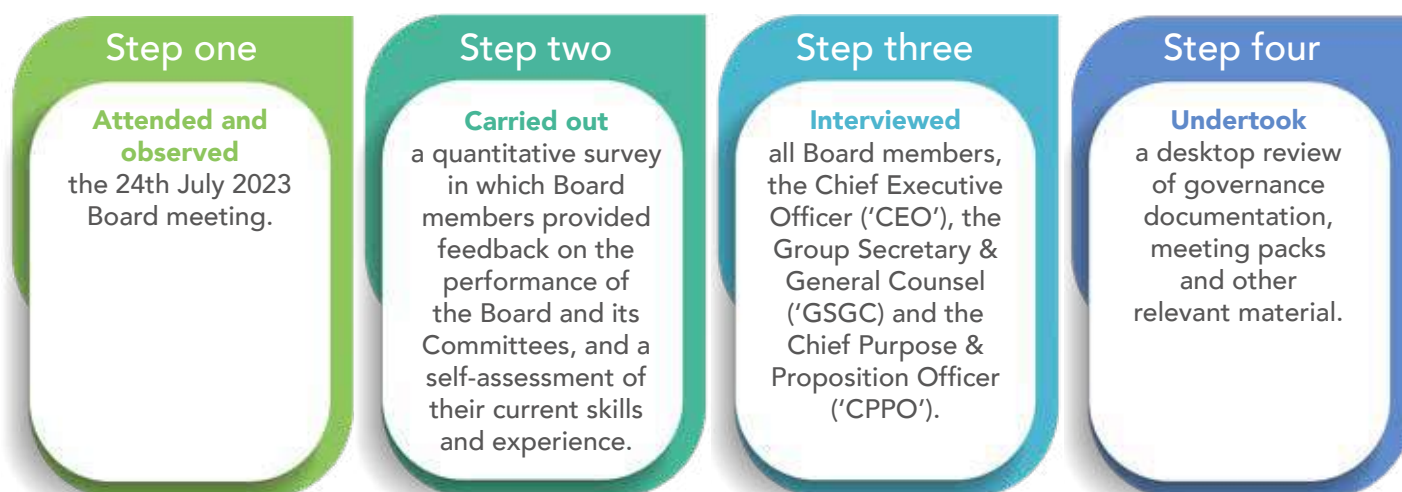 Step one
Attended and
observed
the 24th July 2023
Board meeting.
Step two
Carried out
a quantitative survey
in which Board
members provided
feedback on the
performance of
the Board and its
Committees, and a
self-assessment of
their current skills
and experience.
Step three
Interviewed
all Board members,
the Chief Executive
Officer (‘CEO’), the
Group Secretary &
General Counsel
(‘GSGC) and the
Chief Purpose &
Proposition Officer
(‘CPPO’).
Step four
Undertook
a desktop review
of governance
documentation,
meeting packs
and other
relevant material.